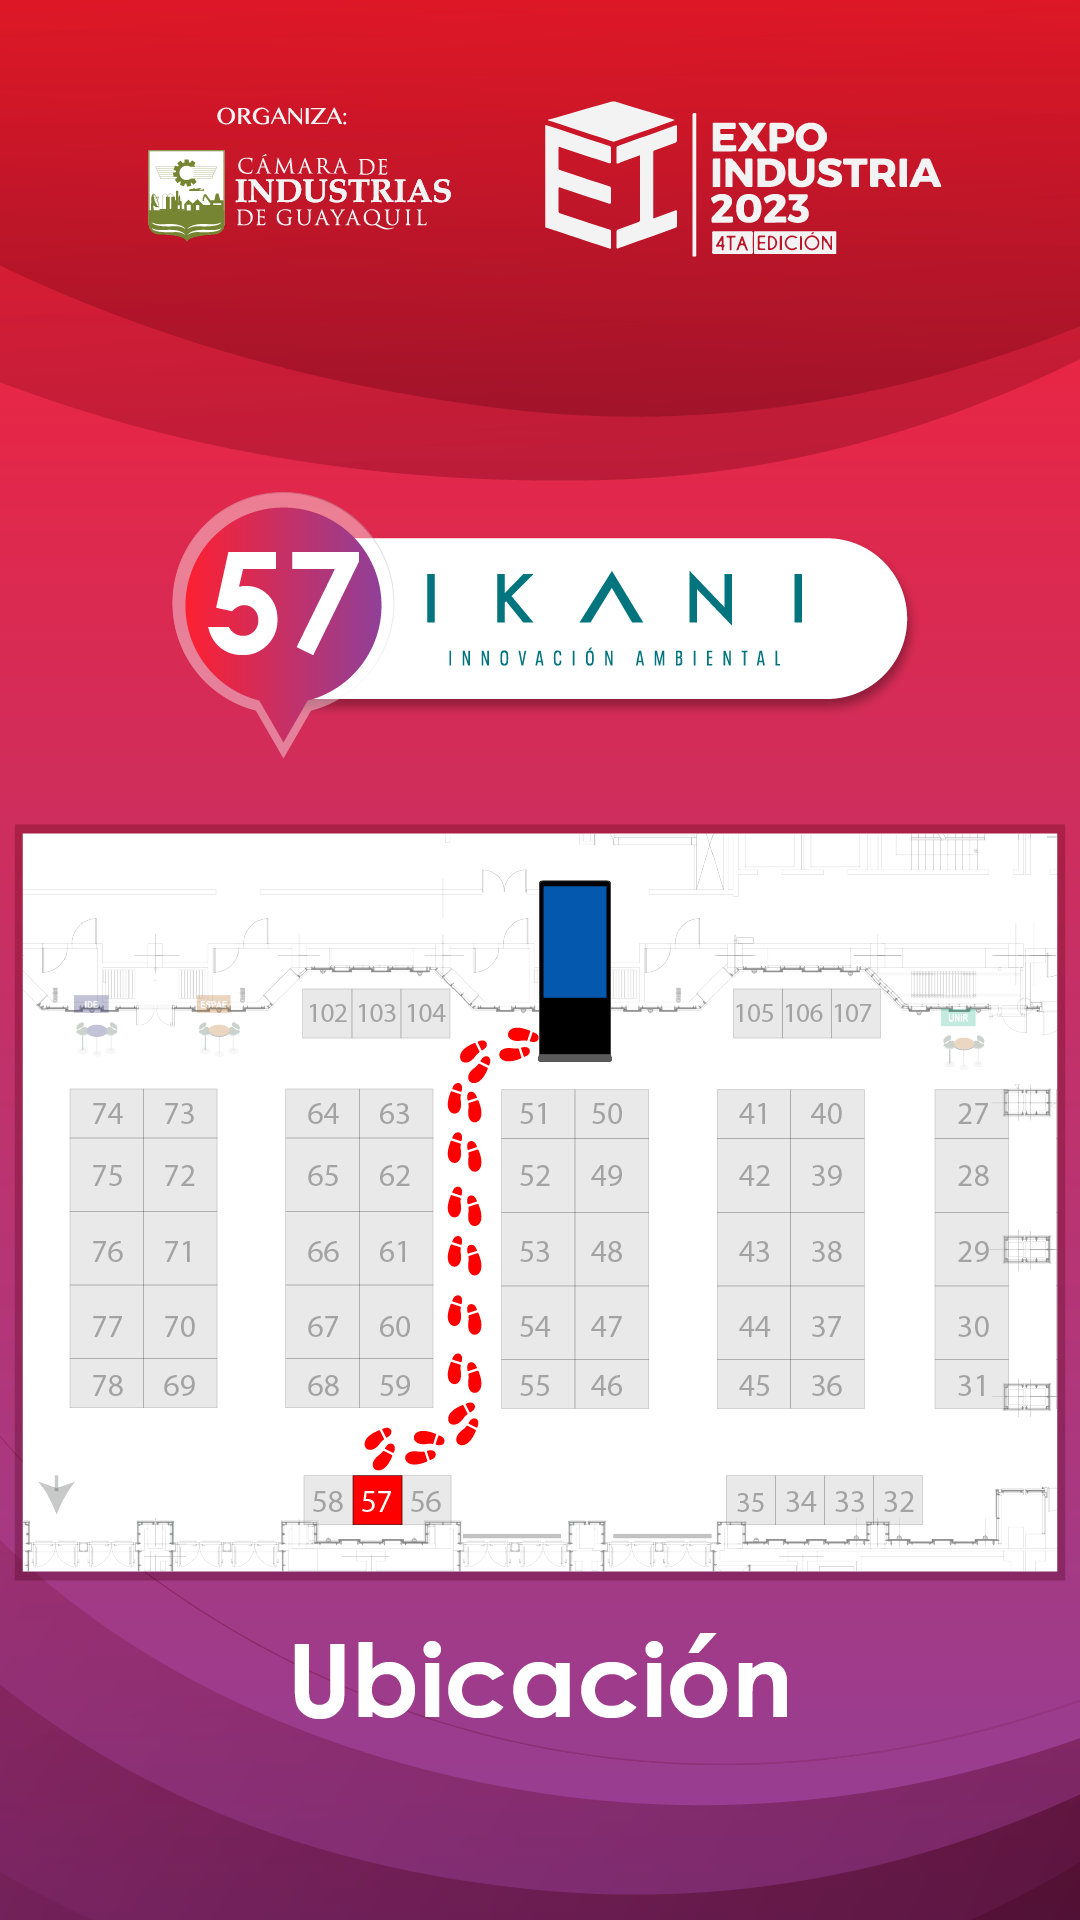 ORGANIZA:
CÁMARA DE
INDUSTRIAS
DE GUAYAQUIL
EXPO
INDUSTRIA
2023
4TA EDICIÓN
57
IKANI
INNOVACIÓN AMBIENTAL
IDE
ESPAE
UNIR
102 103 104
105 106 107
74 73 64 63 51 50 41 40 27
75 72 65 62 52 49 42 39 28
76 71 66 61 53 48 43 38 29
77 70 67 60 54 47 44 37 30
78 69 68 59 55 46 45 36 31
58 57 56
35 34 33 32
Ubicación